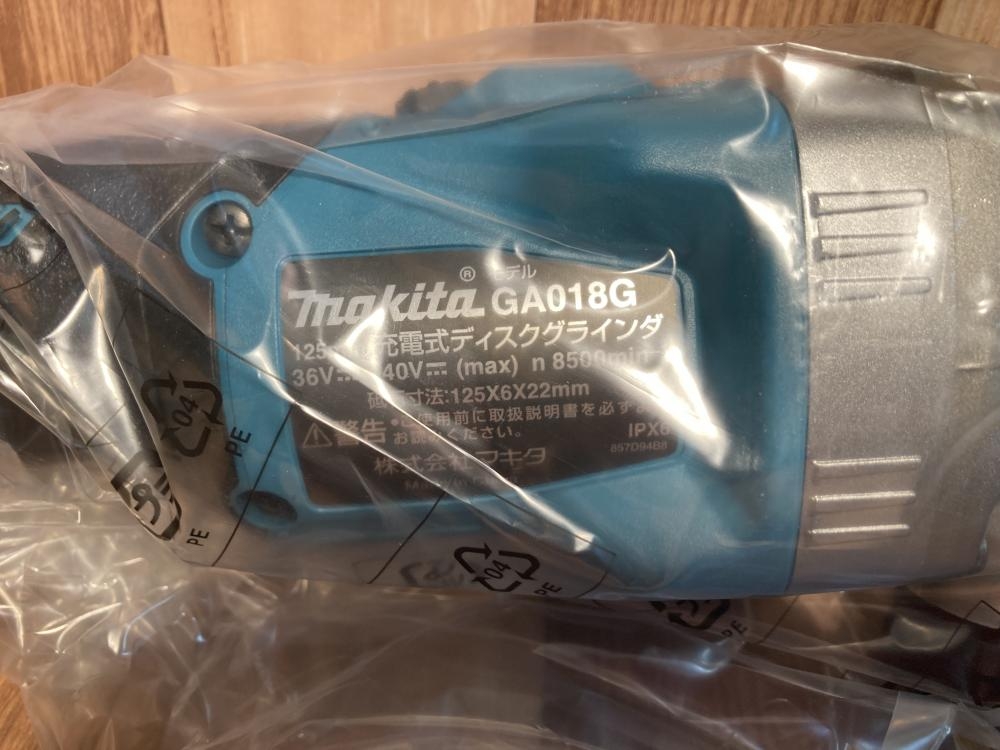 makita® モデル GA018G
125 充電式ディスクグラインダ
36V⎓ 40V⎓ (max) n 8500min
寸法:125X6X22mm
⚠警告・ご使用前に取扱説明書を必ず
お読みください。
IPX6
857D94B8
株式会社マキタ
04
PE
PE
04
PE
PE